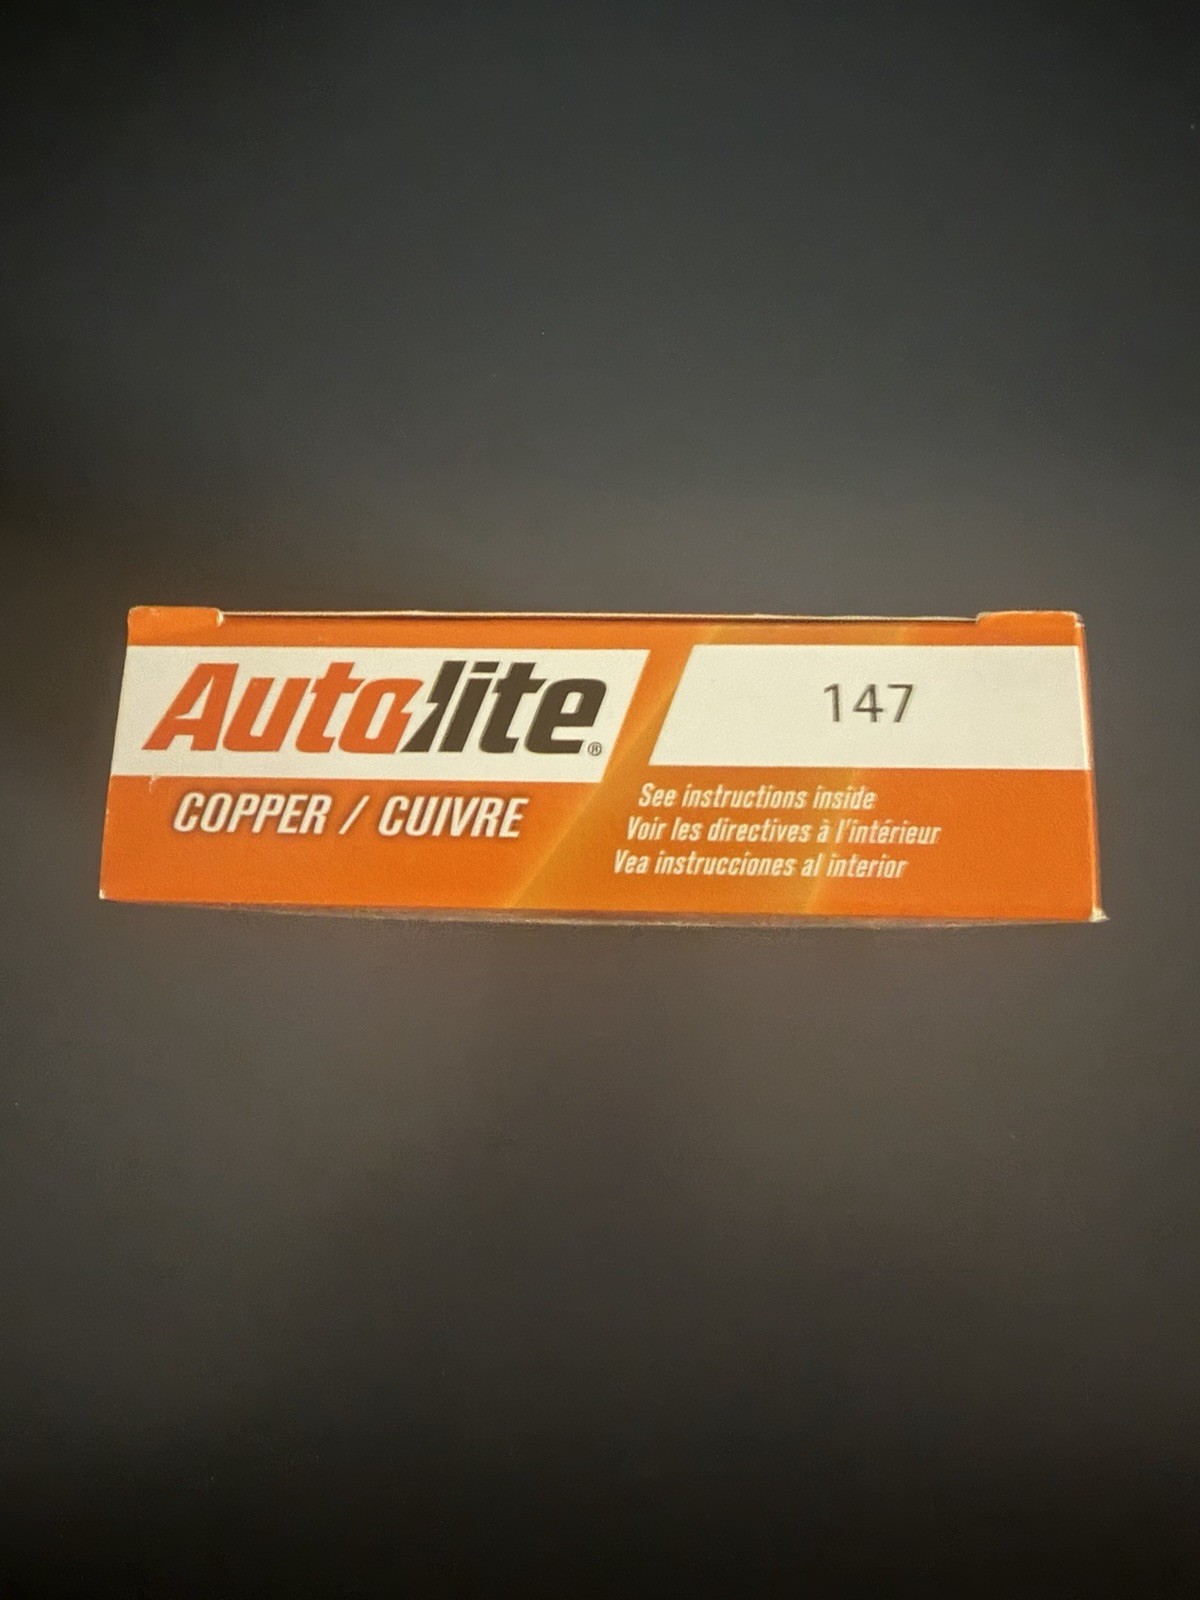 Autolite®
147
COPPER / CUIVRE
See instructions inside
Voir les directives à l'intérieur
Vea instrucciones al interior